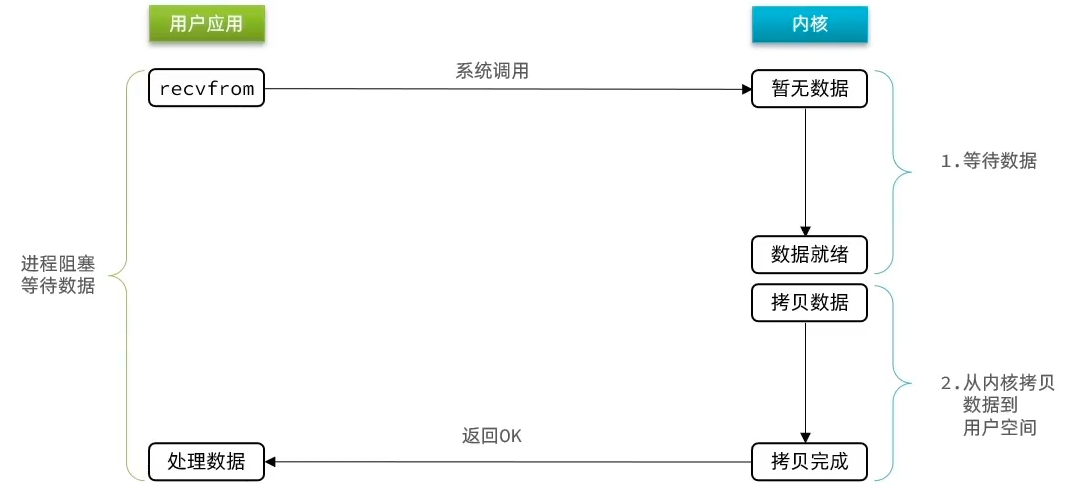 用户应用
内核
recvfrom
系统调用
暂无数据
1.等待数据
数据就绪
进程阻塞
等待数据
拷贝数据
2.从内核拷贝
数据到
用户空间
返回OK
处理数据
拷贝完成